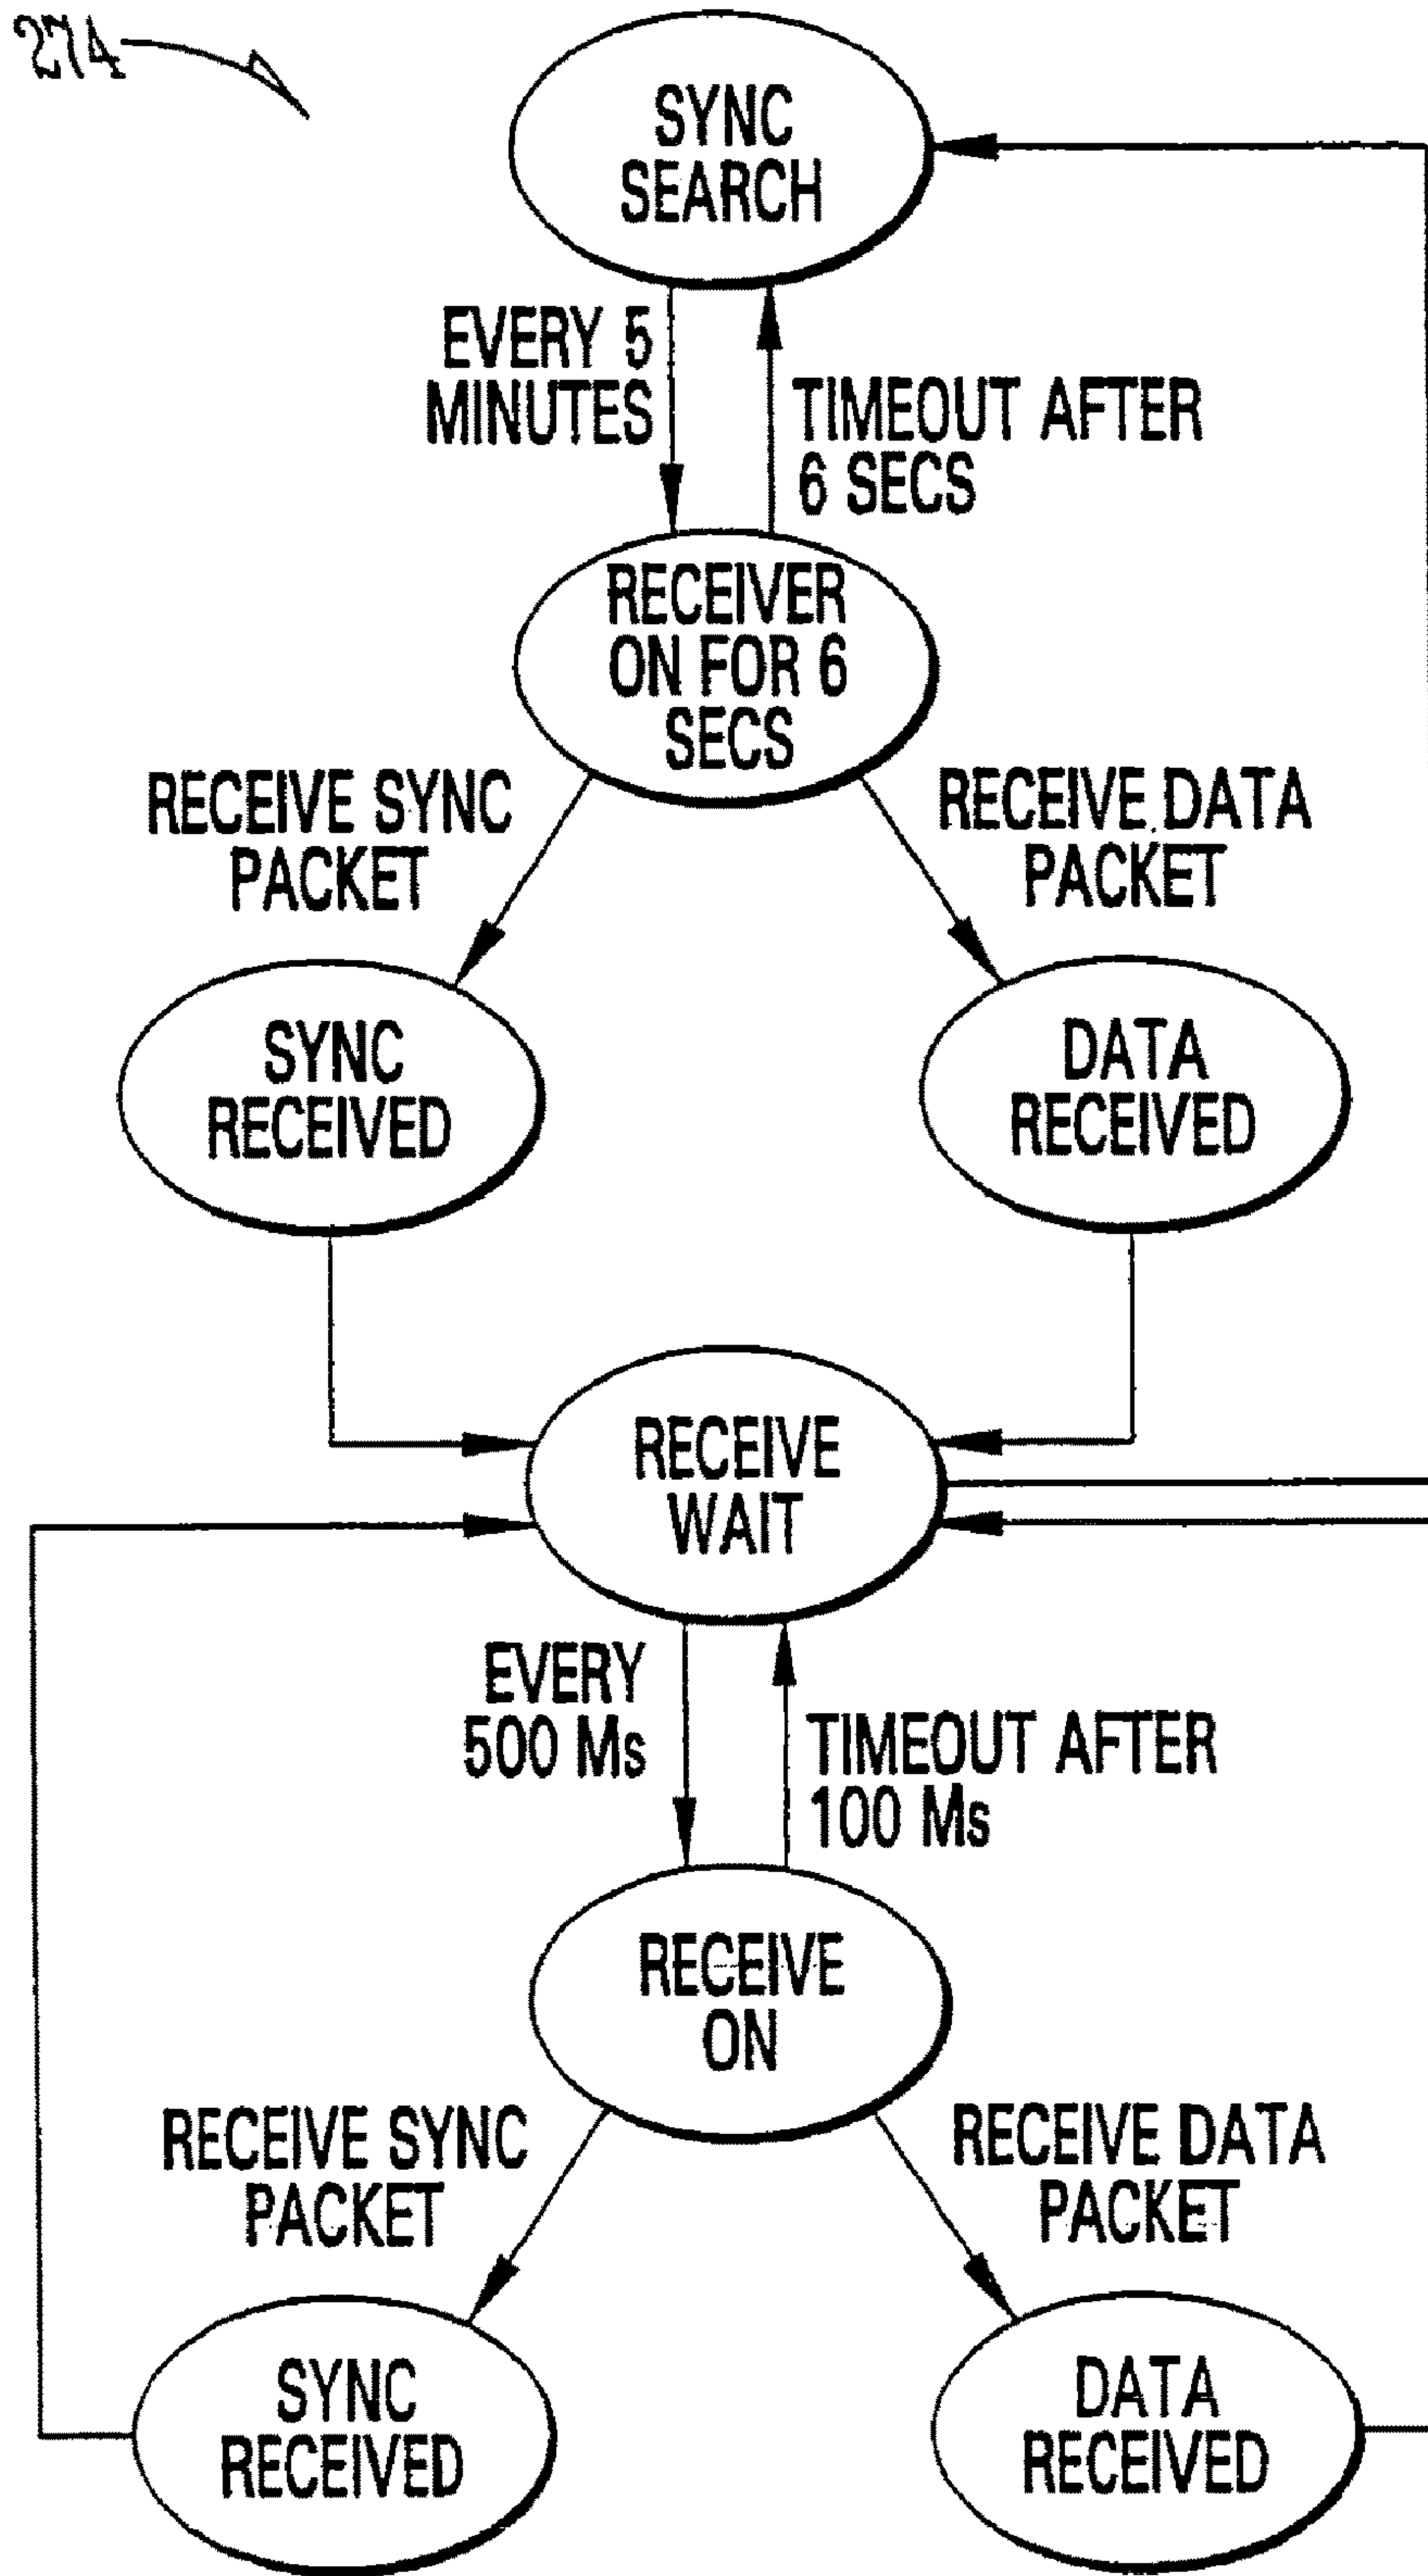 274
SYNC
SEARCH
EVERY 5
MINUTES
TIMEOUT AFTER
6 SECS
RECEIVER
ON FOR 6
SECS
RECEIVE SYNC
PACKET
RECEIVE DATA
PACKET
SYNC
RECEIVED
DATA
RECEIVED
RECEIVE
WAIT
EVERY
500 Ms
TIMEOUT AFTER
100 Ms
RECEIVE
ON
RECEIVE SYNC
PACKET
RECEIVE DATA
PACKET
SYNC
RECEIVED
DATA
RECEIVED